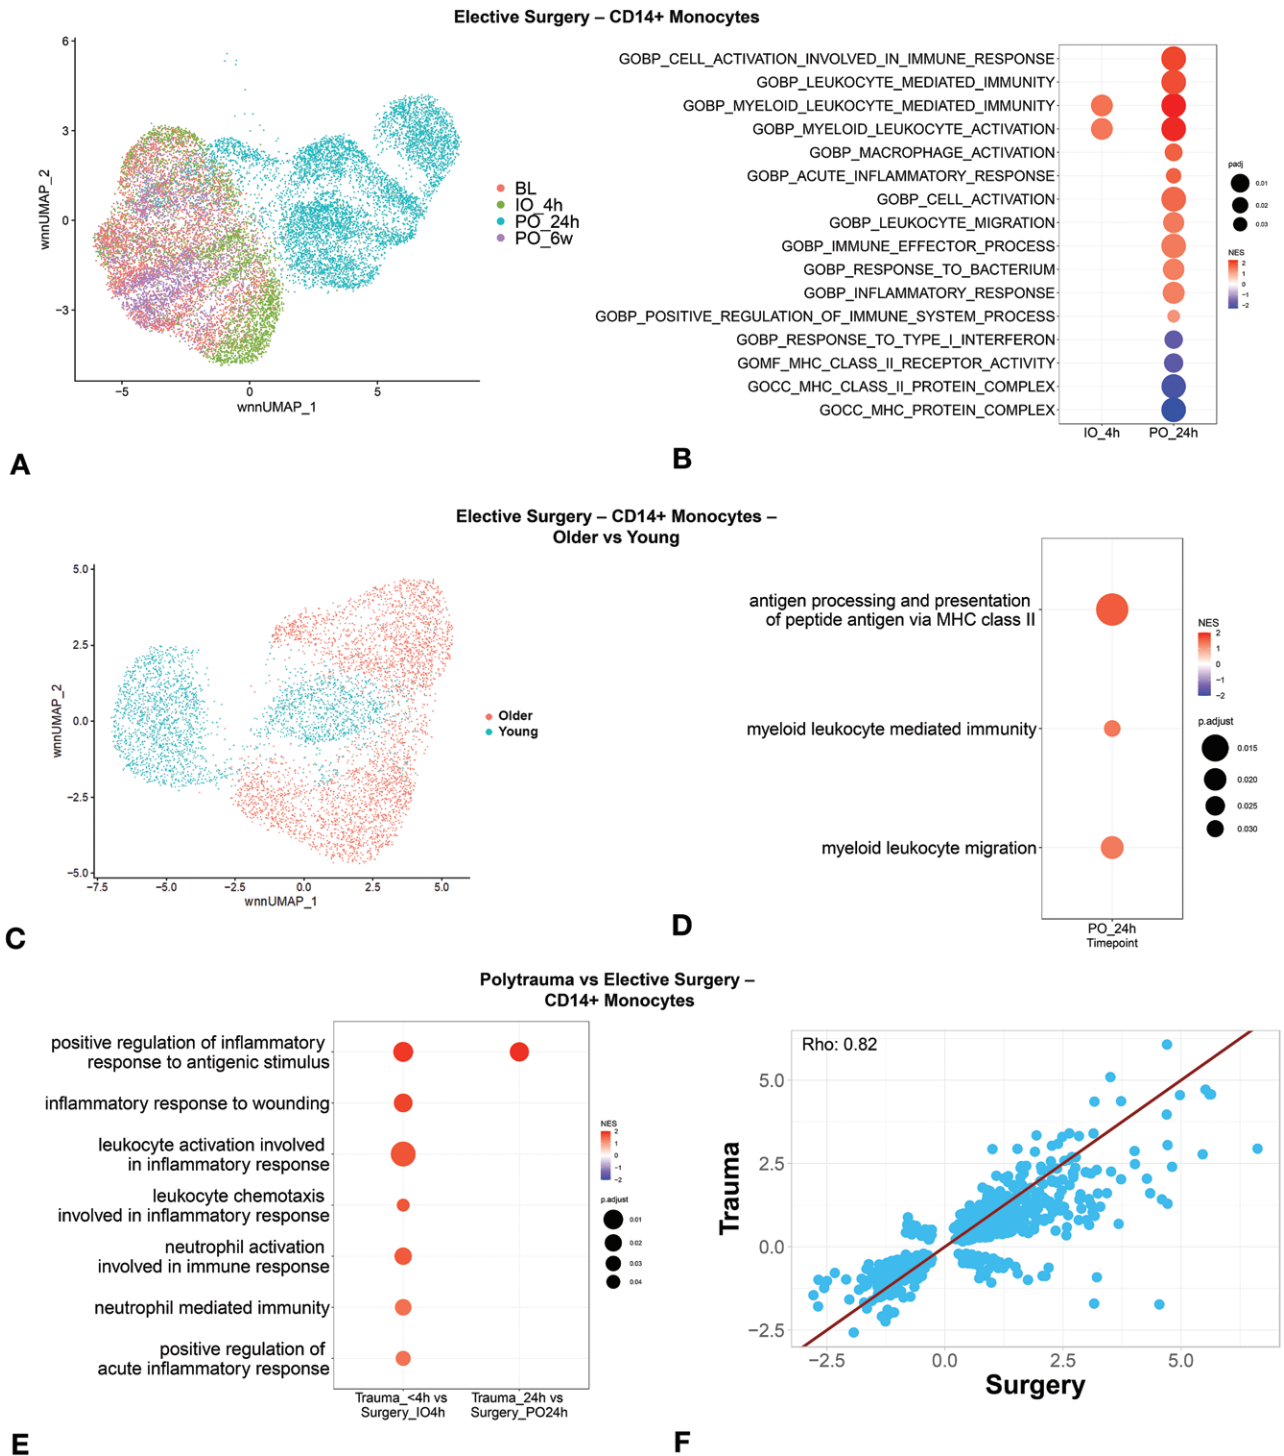 Elective Surgery – CD14+ Monocytes
6
3
0
−3
wnnUMAP_2
−5
0
5
wnnUMAP_1
BL
IO_4h
PO_24h
PO_6w
A
GOBP_CELL_ACTIVATION_INVOLVED_IN_IMMUNE_RESPONSE
GOBP_LEUKOCYTE_MEDIATED_IMMUNITY
GOBP_MYELOID_LEUKOCYTE_MEDIATED_IMMUNITY
GOBP_MYELOID_LEUKOCYTE_ACTIVATION
GOBP_MACROPHAGE_ACTIVATION
GOBP_ACUTE_INFLAMMATORY_RESPONSE
GOBP_CELL_ACTIVATION
GOBP_LEUKOCYTE_MIGRATION
GOBP_IMMUNE_EFFECTOR_PROCESS
GOBP_RESPONSE_TO_BACTERIUM
GOBP_INFLAMMATORY_RESPONSE
GOBP_POSITIVE_REGULATION_OF_IMMUNE_SYSTEM_PROCESS
GOBP_RESPONSE_TO_TYPE_I_INTERFERON
GOMF_MHC_CLASS_II_RECEPTOR_ACTIVITY
GOCC_MHC_CLASS_II_PROTEIN_COMPLEX
GOCC_MHC_PROTEIN_COMPLEX
IO_4h
PO_24h
padj
0.01
0.02
0.03
NES
2
1
0
−1
−2
B
Elective Surgery – CD14+ Monocytes –
Older vs Young
5.0
2.5
0.0
−2.5
−5.0
wnnUMAP_2
−7.5
−5.0
−2.5
0.0
2.5
5.0
wnnUMAP_1
Older
Young
C
antigen processing and presentation
of peptide antigen via MHC class II
myeloid leukocyte mediated immunity
myeloid leukocyte migration
PO_24h
Timepoint
NES
2
1
0
−1
−2
p.adjust
0.015
0.020
0.025
0.030
D
Polytrauma vs Elective Surgery –
CD14+ Monocytes
positive regulation of inflammatory
response to antigenic stimulus
inflammatory response to wounding
leukocyte activation involved
in inflammatory response
leukocyte chemotaxis
involved in inflammatory response
neutrophil activation
involved in immune response
neutrophil mediated immunity
positive regulation of
acute inflammatory response
Trauma_<4h vs
Surgery_IO4h
Trauma_24h vs
Surgery_PO24h
NES
2
1
0
−1
−2
p.adjust
0.01
0.02
0.03
0.04
E
Rho: 0.82
5.0
2.5
0.0
−2.5
Trauma
−2.5
0.0
2.5
5.0
Surgery
F